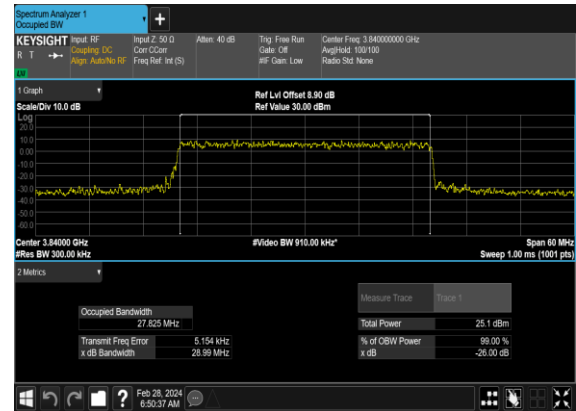 Spectrum Analyzer 1
Occupied BW
KEYSIGHT Input: RF Input Z: 50 Ω Atten: 40 dB Trig: Free Run Center Freq: 3.840000000 GHz
R T Coupling: DC Corr CCorr Gate: Off Avg|Hold: 100/100
Align: Auto/No RF Freq Ref: Int (S) #IF Gain: Low Radio Std: None
1 Graph
Ref Lvl Offset 8.90 dB
Scale/Div 10.0 dB Ref Value 30.00 dBm
Log
20.0
10.0
0.00
-10.0
-20.0
-30.0
-40.0
-50.0
-60.0
Center 3.84000 GHz #Video BW 910.00 kHz* Span 60 MHz
#Res BW 300.00 kHz Sweep 1.00 ms (1001 pts)
2 Metrics
Measure Trace Trace 1
Occupied Bandwidth
27.825 MHz Total Power 25.1 dBm
Transmit Freq Error 5.154 kHz % of OBW Power 99.00 %
x dB Bandwidth 28.99 MHz x dB -26.00 dB
? Feb 28, 2024
6:50:37 AM